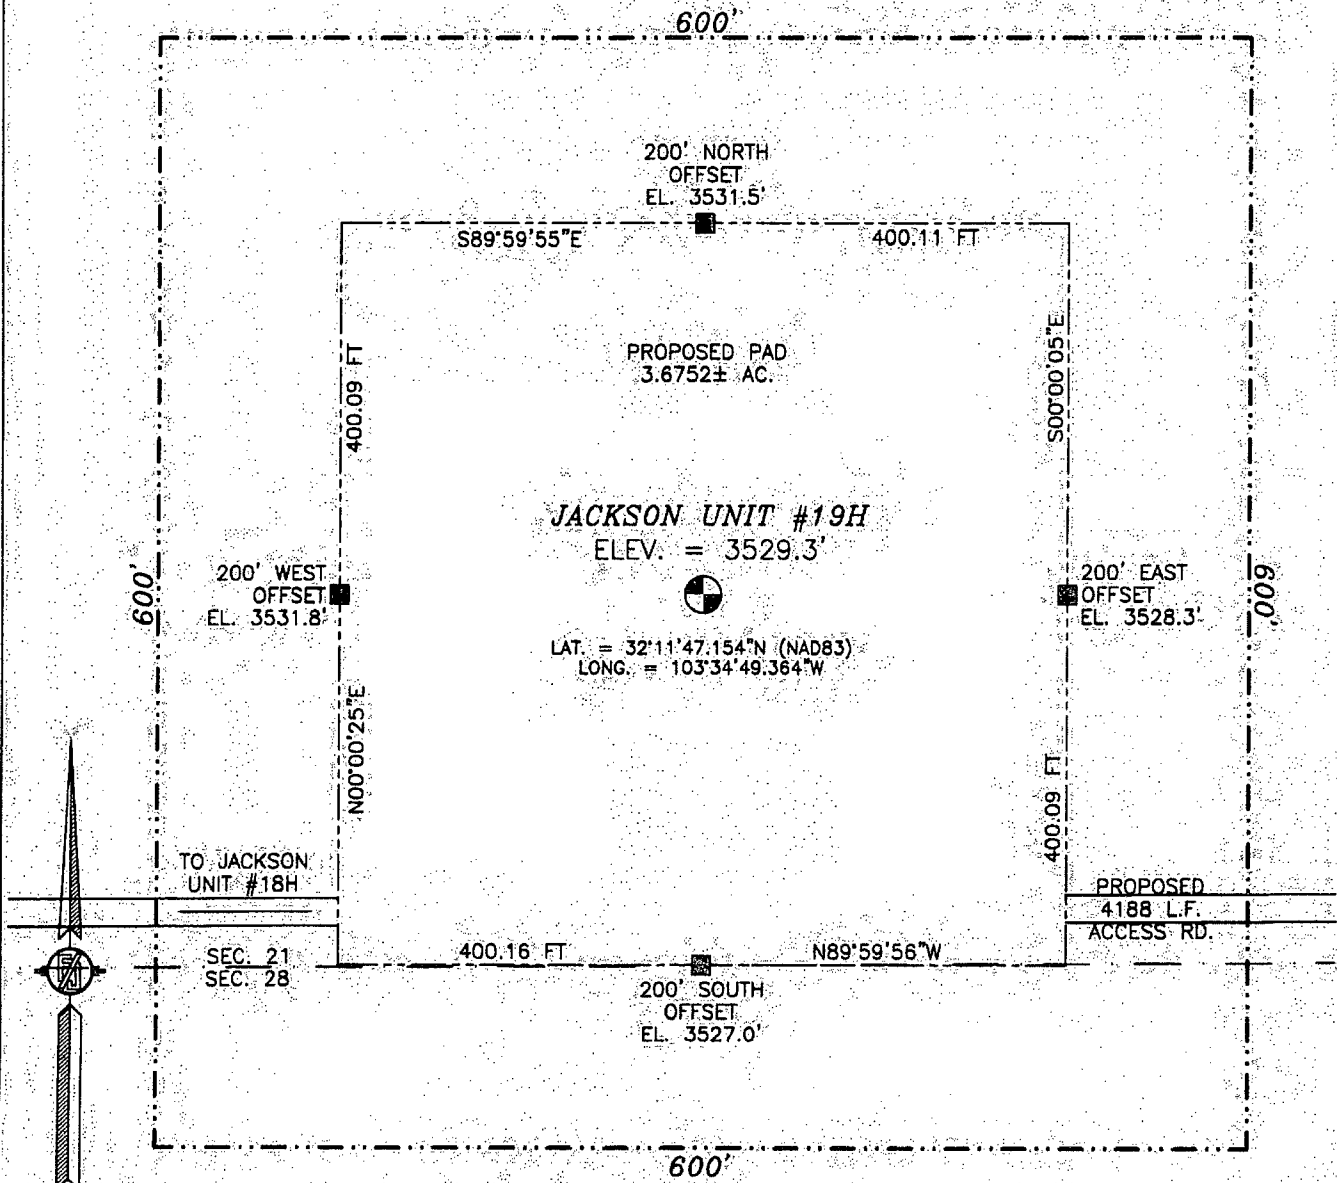 600'
200' NORTH
OFFSET
EL. 3531.5'
S89°59'55"E
400.11 FT
400.09 FT
PROPOSED PAD
3.6752± AC.
S00°00'05"E
JACKSON UNIT #19H
ELEV. = 3529.3'
600'
200' WEST
OFFSET
EL. 3531.8'
200' EAST
OFFSET
EL. 3528.3'
600'
LAT. = 32°11'47.154"N (NAD83)
LONG. = 103°34'49.364"W
N00°00'25"E
400.09 FT
TO JACKSON
UNIT #18H
PROPOSED
4188 L.F.
ACCESS RD.
SEC. 21
SEC. 28
400.16 FT
N89°59'56"W
200' SOUTH
OFFSET
EL. 3527.0'
600'